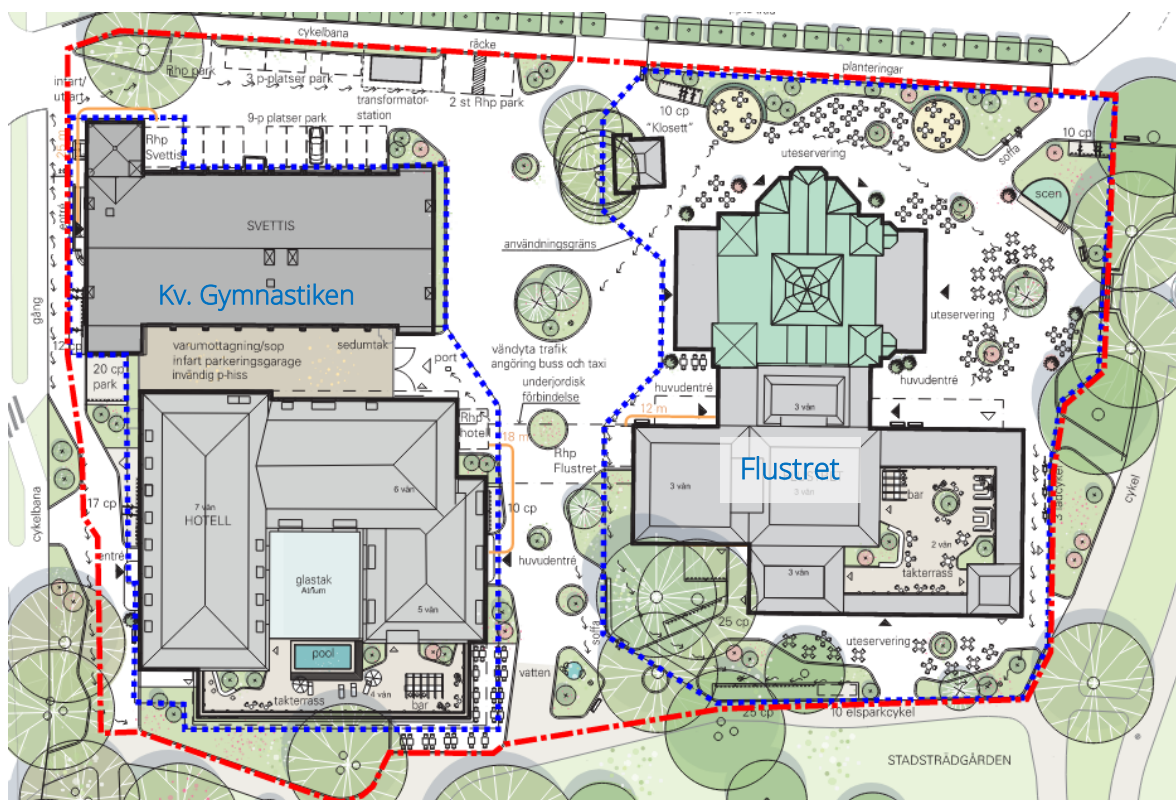 cykelbana
räcke
planteringar
Rhp park
3 p-platser park
infart/
utfart
transformator-
station
2 st Rhp park
10 cp
"Klosett"
9-p platser park
Rhp
Svettis
uteservering
soffa
10 cp
scen
entré
SVETTIS
användningsgräns
Kv. Gymnastiken
gång
uteservering
varumottagning/sop
infart parkeringsgarage
invändig p-hiss
sedumtak
port
vändyta trafik
angöring buss och taxi
underjordisk
förbindelse
huvudentré
huvudentré
20 cp
park
12 m
3 vån
Rhp
hotell
18 m
Rhp
Flustret
Flustret
3 vån
3 vån
bar
cykel
3 lådcykel
6 vån
7 vån
HOTELL
17 cp
10 cp
cykelbana
entré
huvudentré
2 vån
takterrass
3 vån
glastak
Atrium
5 vån
25 cp
soffa
uteservering
pool
vatten
takterrass
4 vån
bar
25 cp
10 elsparkcykel
STADSTRÄDGÅRDEN